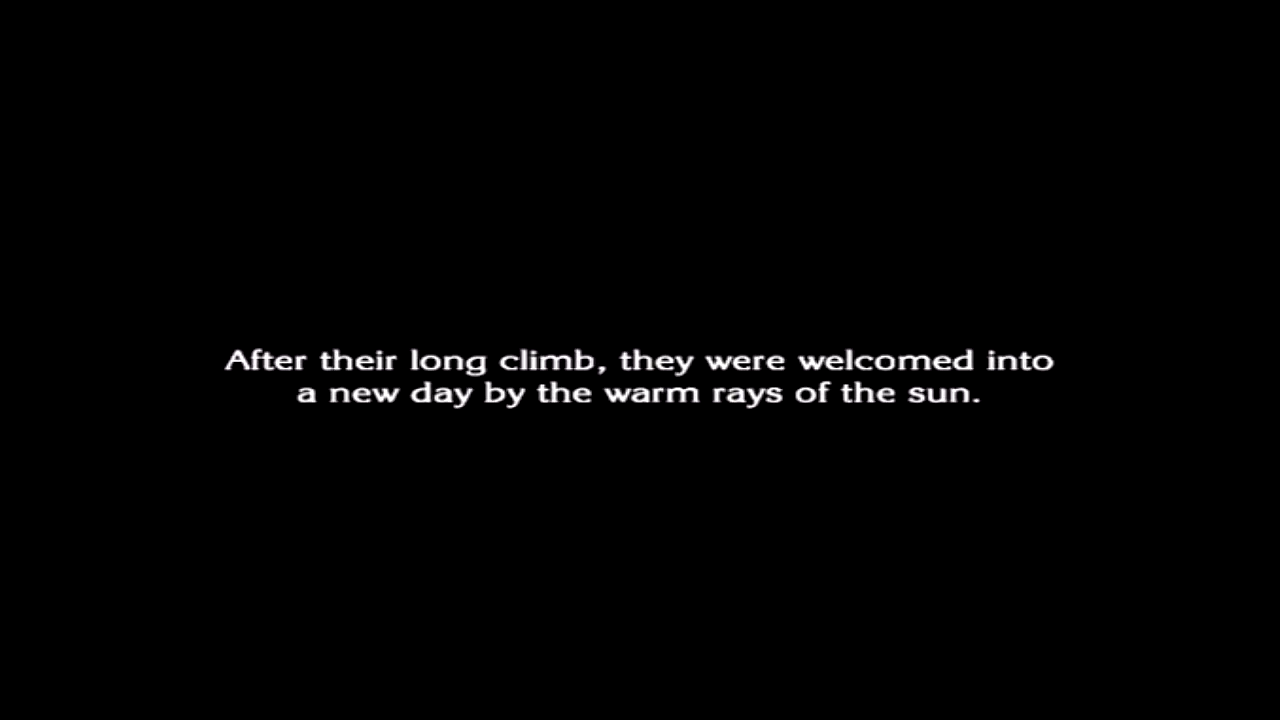 After their long climb, they were welcomed into
a new day by the warm rays of the sun.